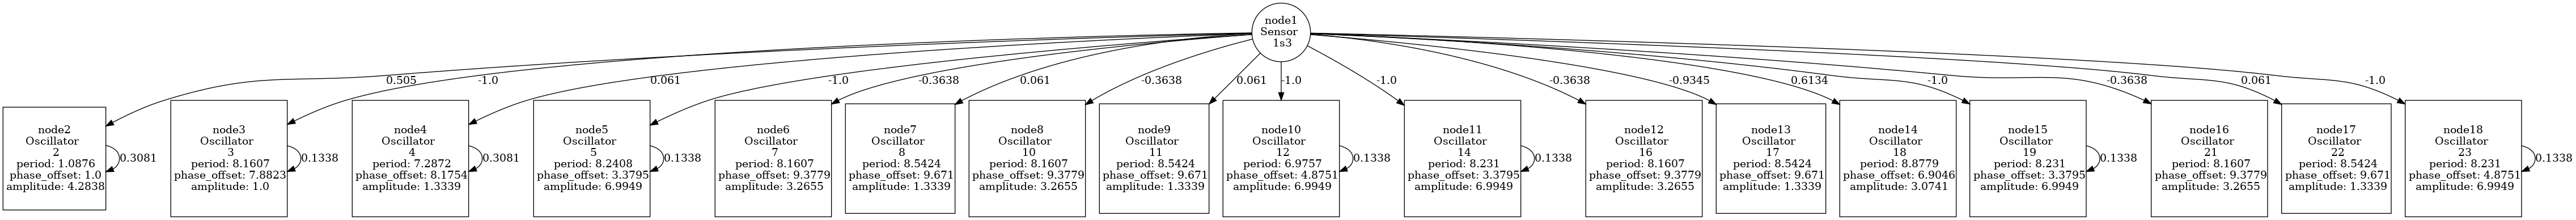 node1
Sensor
1s3
0.505
-1.0
0.061
-1.0
-0.3638
0.061
-0.3638
0.061
-1.0
-1.0
-0.3638
-0.9345
0.6134
-1.0
-0.3638
0.061
-1.0
node2
Oscillator
2
period: 1.0876
phase_offset: 1.0
amplitude: 4.2838
0.3081
node3
Oscillator
3
period: 8.1607
phase_offset: 7.8823
amplitude: 1.0
0.1338
node4
Oscillator
4
period: 7.2872
phase_offset: 8.1754
amplitude: 1.3339
0.3081
node5
Oscillator
5
period: 8.2408
phase_offset: 3.3795
amplitude: 6.9949
0.1338
node6
Oscillator
7
period: 8.1607
phase_offset: 9.3779
amplitude: 3.2655
node7
Oscillator
8
period: 8.5424
phase_offset: 9.671
amplitude: 1.3339
node8
Oscillator
10
period: 8.1607
phase_offset: 9.3779
amplitude: 3.2655
node9
Oscillator
11
period: 8.5424
phase_offset: 9.671
amplitude: 1.3339
node10
Oscillator
12
period: 6.9757
phase_offset: 4.8751
amplitude: 6.9949
0.1338
node11
Oscillator
14
period: 8.231
phase_offset: 3.3795
amplitude: 6.9949
0.1338
node12
Oscillator
16
period: 8.1607
phase_offset: 9.3779
amplitude: 3.2655
node13
Oscillator
17
period: 8.5424
phase_offset: 9.671
amplitude: 1.3339
node14
Oscillator
18
period: 8.8779
phase_offset: 6.9046
amplitude: 3.0741
node15
Oscillator
19
period: 8.231
phase_offset: 3.3795
amplitude: 6.9949
0.1338
node16
Oscillator
21
period: 8.1607
phase_offset: 9.3779
amplitude: 3.2655
node17
Oscillator
22
period: 8.5424
phase_offset: 9.671
amplitude: 1.3339
node18
Oscillator
23
period: 8.231
phase_offset: 4.8751
amplitude: 6.9949
0.1338